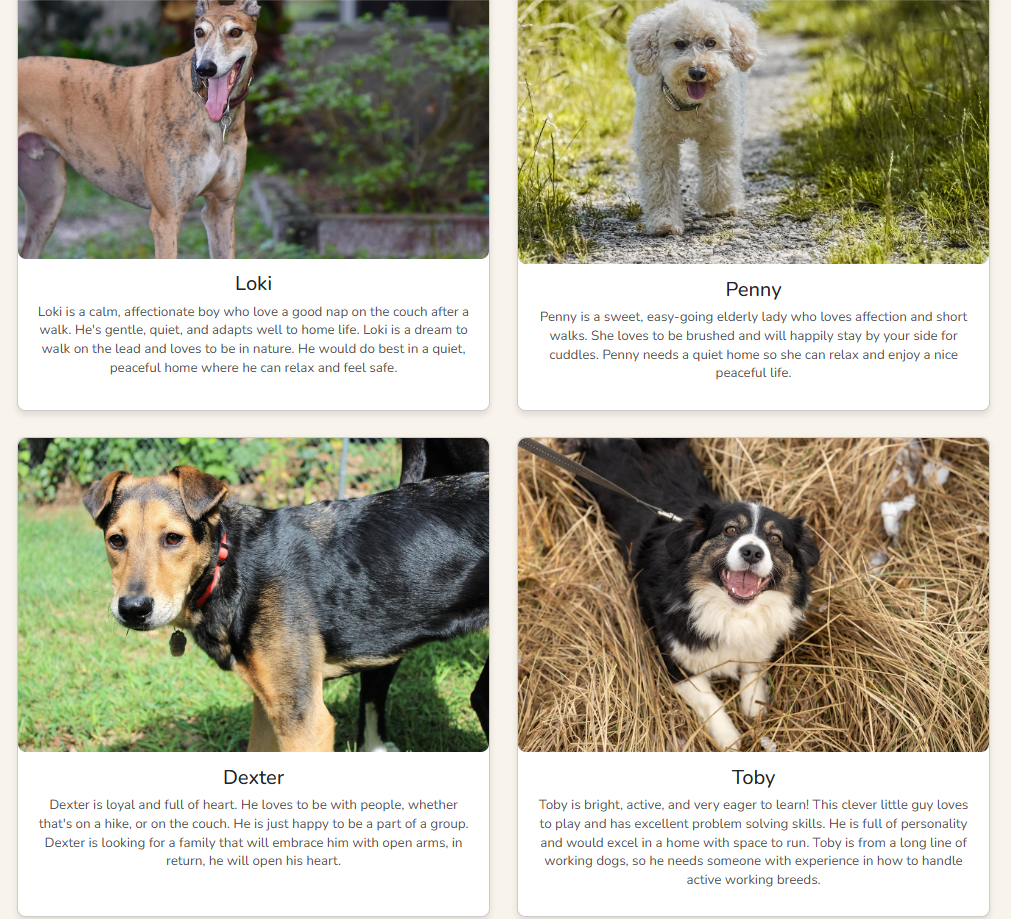 Loki
Loki is a calm, affectionate boy who love a good nap on the couch after a
walk. He's gentle, quiet, and adapts well to home life. Loki is a dream to
walk on the lead and loves to be in nature. He would do best in a quiet,
peaceful home where he can relax and feel safe.
Penny
Penny is a sweet, easy-going elderly lady who loves affection and short
walks. She loves to be brushed and will happily stay by your side for
cuddles. Penny needs a quiet home so she can relax and enjoy a nice
peaceful life.
Dexter
Dexter is loyal and full of heart. He loves to be with people, whether
that's on a hike, or on the couch. He is just happy to be a part of a group.
Dexter is looking for a family that will embrace him with open arms, in
return, he will open his heart.
Toby
Toby is bright, active, and very eager to learn! This clever little guy loves
to play and has excellent problem solving skills. He is full of personality
and would excel in a home with space to run. Toby is from a long line of
working dogs, so he needs someone with experience in how to handle
active working breeds.